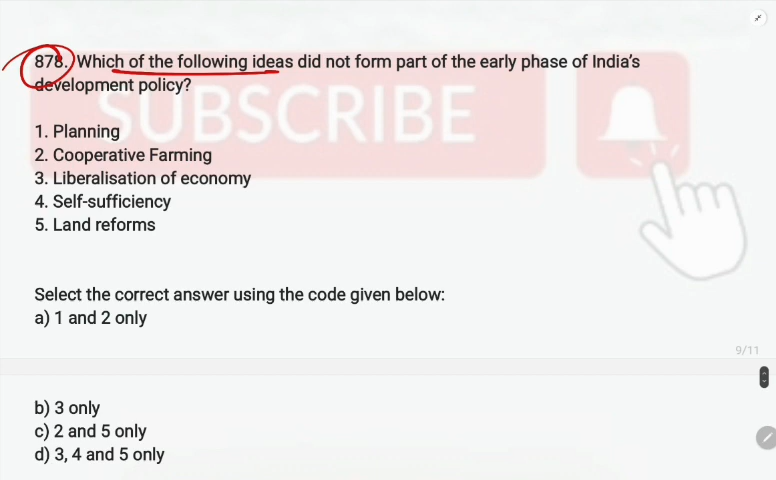 878. Which of the following ideas did not form part of the early phase of India's
development policy?
SUBSCRIBE
1. Planning
2. Cooperative Farming
3. Liberalisation of economy
4. Self-sufficiency
5. Land reforms
Select the correct answer using the code given below:
a) 1 and 2 only
9/11
b) 3 only
c) 2 and 5 only
d) 3, 4 and 5 only